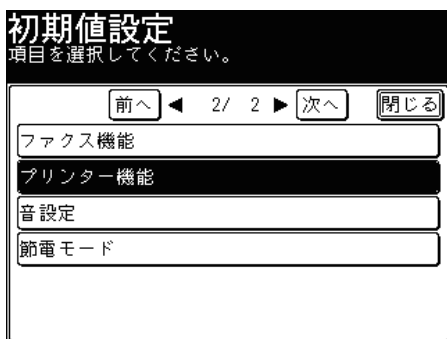 初期値設定
項目を選択してください。
前へ ◀ 2/ 2 ▶ 次へ 閉じる
ファクス機能
プリンター機能
音設定
節電モード